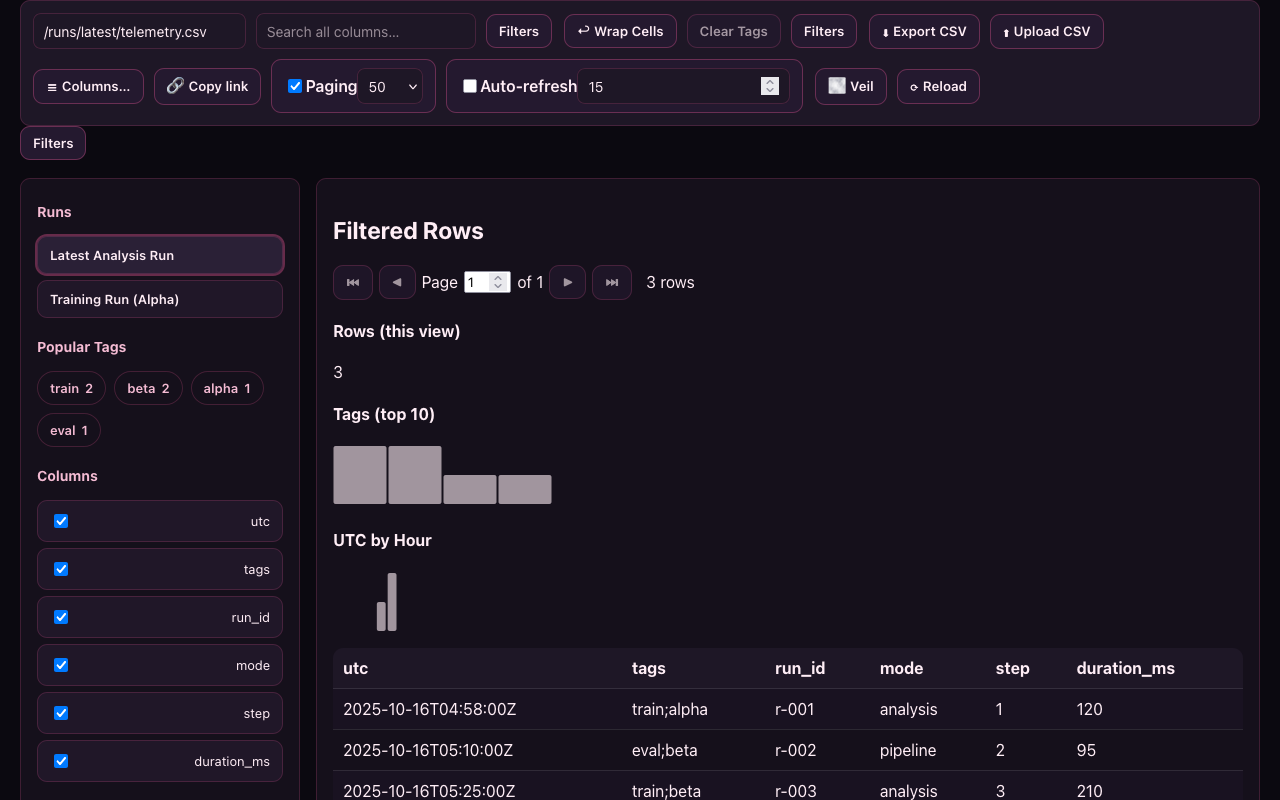 /runs/latest/telemetry.csv Search all columns... Filters ↩ Wrap Cells Clear Tags Filters ⬇ Export CSV ⬆ Upload CSV
≡ Columns... 🔗 Copy link Paging 50 Auto-refresh 15 Veil ⟳ Reload
Filters
Runs
Latest Analysis Run
Training Run (Alpha)
Popular Tags
train 2 beta 2 alpha 1
eval 1
Columns
utc
tags
run_id
mode
step
duration_ms
Filtered Rows
⏮ ◀ Page 1 of 1 ▶ ⏭ 3 rows
Rows (this view)
3
Tags (top 10)
UTC by Hour
utc tags run_id mode step duration_ms
2025-10-16T04:58:00Z train;alpha r-001 analysis 1 120
2025-10-16T05:10:00Z eval;beta r-002 pipeline 2 95
2025-10-16T05:25:00Z train;beta r-003 analysis 3 210